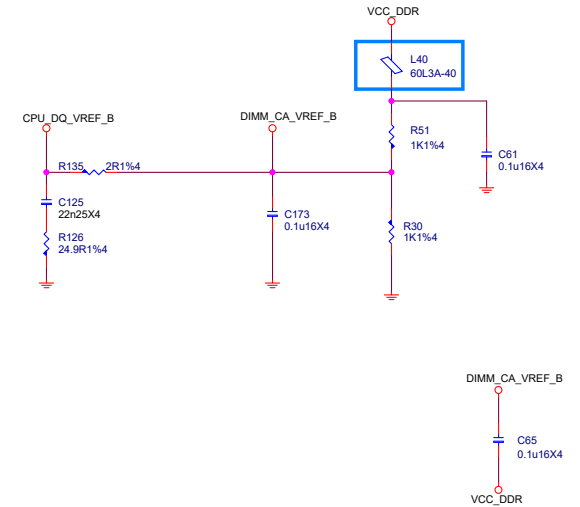 VCC_DDR
L40
60L3A-40
CPU_DQ_VREF_B
DIMM_CA_VREF_B
R51
1K1%4
C61
0.1u16X4
R135
2R1%4
C125
22n25X4
C173
0.1u16X4
R30
1K1%4
R126
24.9R1%4
DIMM_CA_VREF_B
C65
0.1u16X4
VCC_DDR